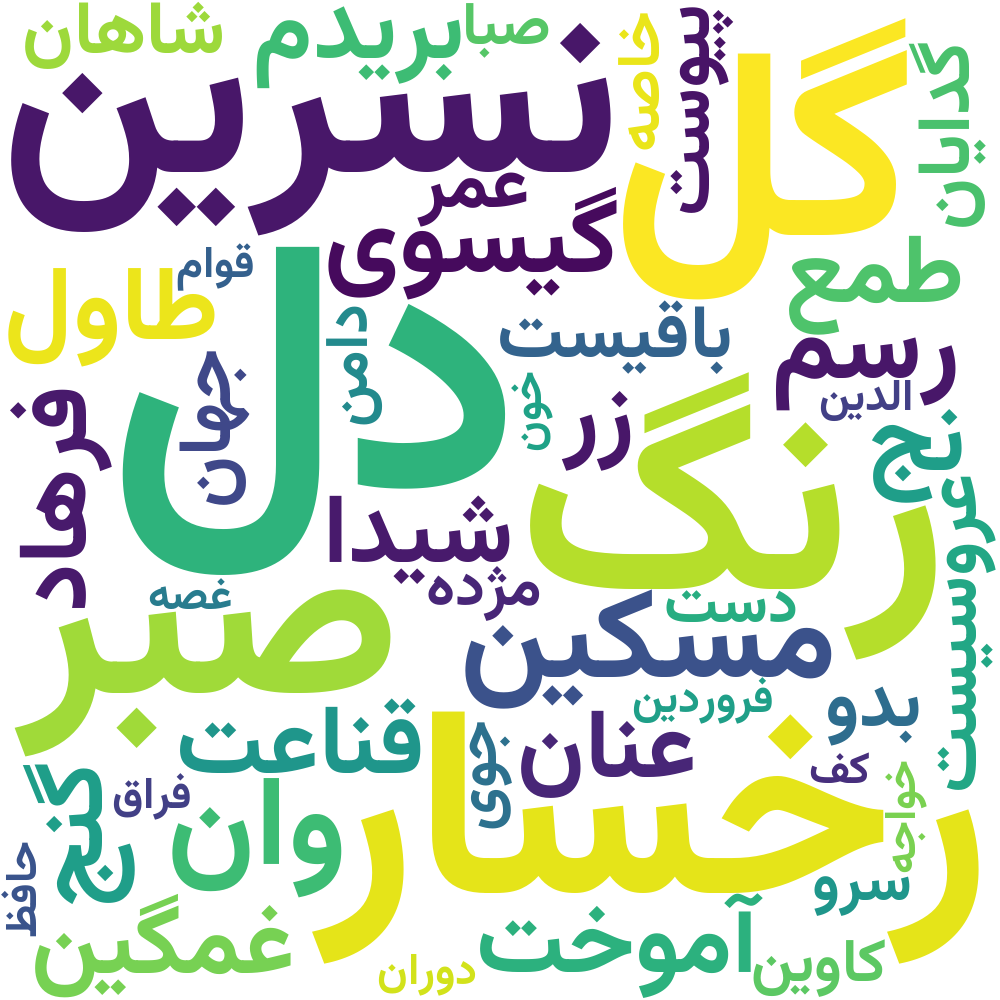 شاهان
بریدم
صبا
خاصه
پیوست
گدایان
نسرین
گل
عمر
گیسوی
قوام
طمع
طاول
دل
دامن
باقیست
رسم
الدین
جهان
خون
زر
فرهاد
رنگ
نج
عروسیست
شیدا
مژده
غصه
دست
صبر
مسکین
فروردین
بدو
قناعت
جوی
عنان
کف
رخسار
گنج
فراق
وان
خواجه
سرو
حافظ
غمگین
آموخت
دوران
کاوین